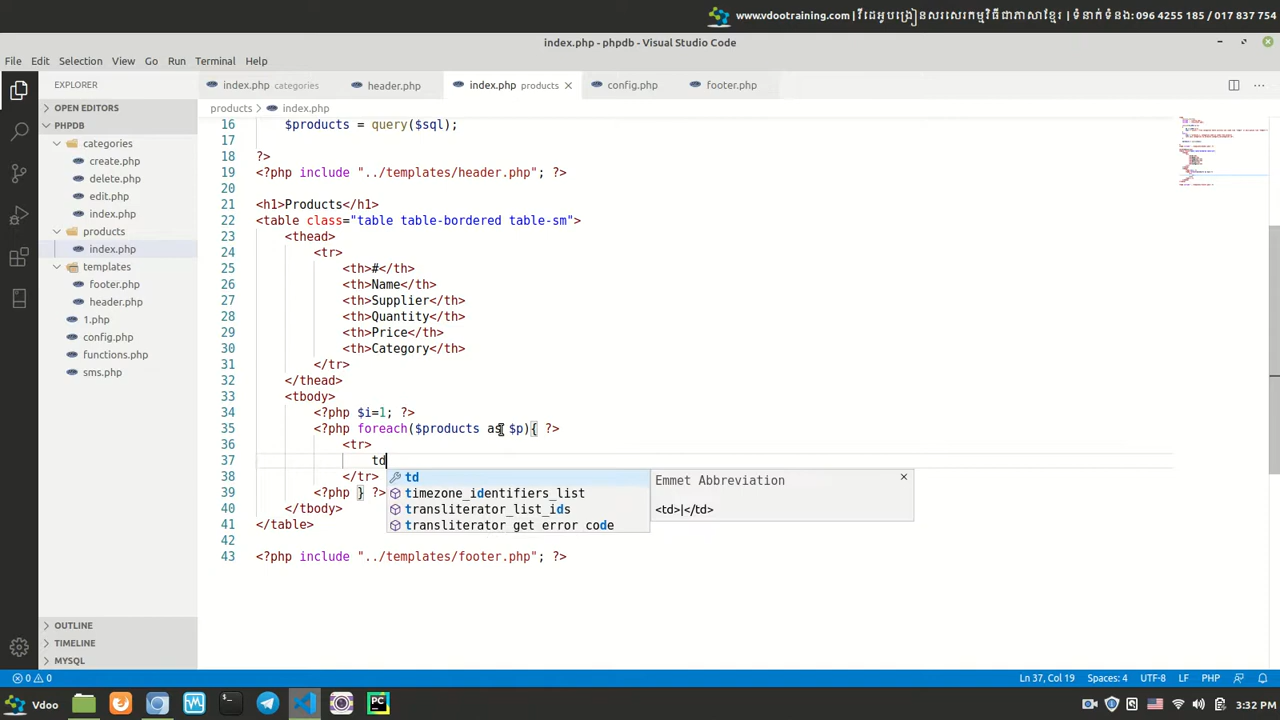 www.vdootraining.com | វីដេអូបង្រៀនសរសេរកម្មវិធីជាភាសាខ្មែរ | ទំនាក់ទំនង: 096 4255 185 / 017 837 754
index.php - phpdb - Visual Studio Code
File Edit Selection View Go Run Terminal Help
EXPLORER
index.php categories
header.php
index.php products
config.php
footer.php
OPEN EDITORS
PHPDB
categories
create.php
delete.php
edit.php
index.php
products
index.php
templates
footer.php
header.php
1.php
config.php
functions.php
sms.php
OUTLINE
TIMELINE
MYSQL
products > index.php
16 $products = query($sql);
17
18 ?>
19 <?php include "../templates/header.php"; ?>
20
21 <h1>Products</h1>
22 <table class="table table-bordered table-sm">
23 <thead>
24 <tr>
25 <th>#</th>
26 <th>Name</th>
27 <th>Supplier</th>
28 <th>Quantity</th>
29 <th>Price</th>
30 <th>Category</th>
31 </tr>
32 </thead>
33 <tbody>
34 <?php $i=1; ?>
35 <?php foreach($products as $p){ ?>
36 <tr>
37 td
38 </tr>
39 <?php } ?>
40 </tbody>
41 </table>
43 <?php include "../templates/footer.php"; ?>
td
timezone_identifiers_list
transliterator_list_ids
transliterator_get_error_code
Emmet Abbreviation
<td>|</td>
0 0
Ln 37, Col 19 Spaces: 4 UTF-8 LF PHP
Vdoo
3:32 PM